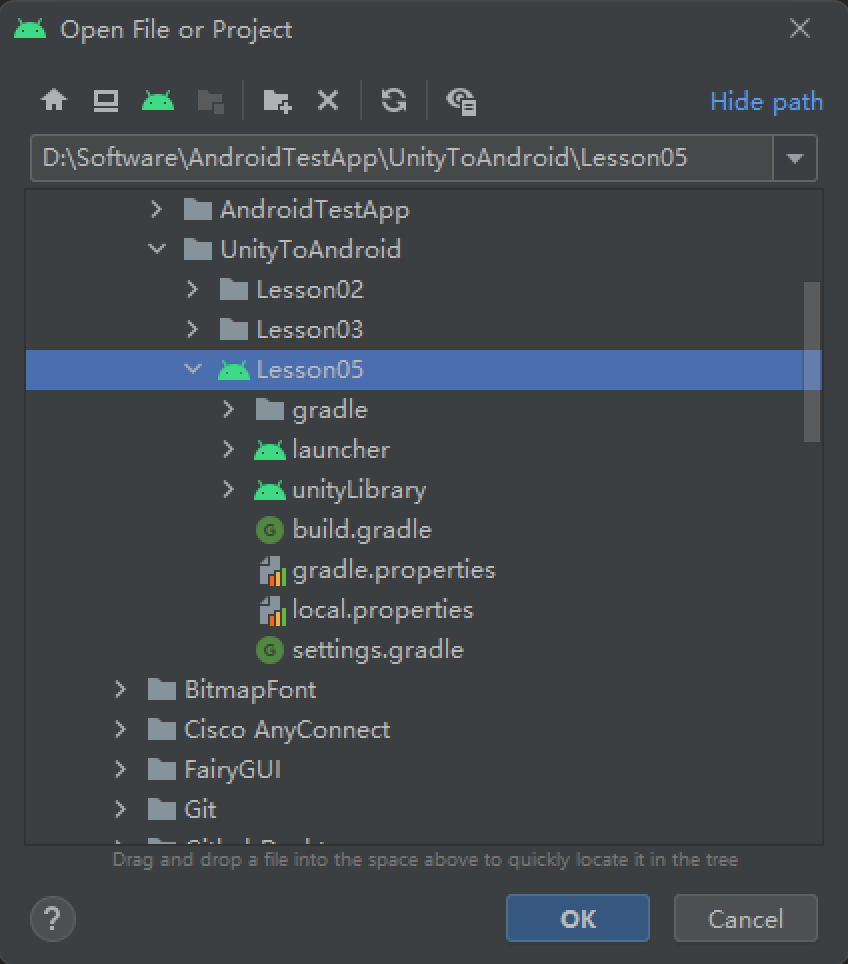 Open File or Project
Hide path
D:\Software\AndroidTestApp\UnityToAndroid\Lesson05
AndroidTestApp
UnityToAndroid
Lesson02
Lesson03
Lesson05
gradle
launcher
unityLibrary
G build.gradle
gradle.properties
local.properties
G settings.gradle
BitmapFont
Cisco AnyConnect
FairyGUI
Git
Drag and drop a file into the space above to quickly locate it in the tree
? OK Cancel